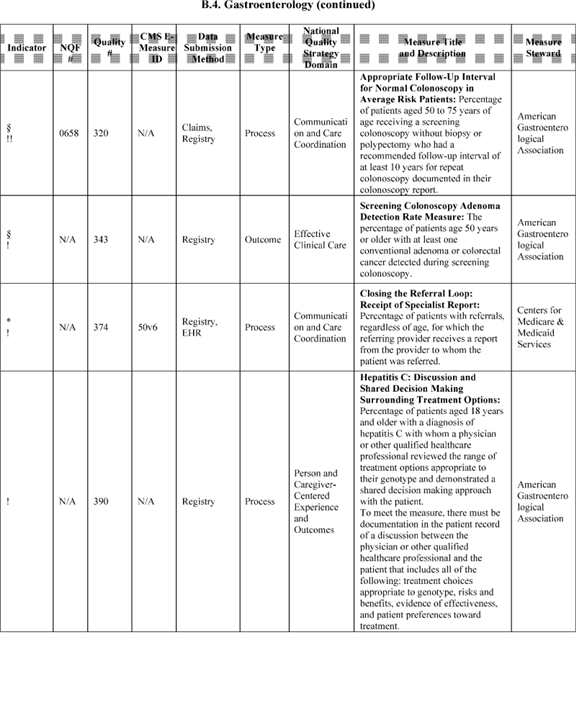 B.4. Gastroenterology (continued)
Indicator
NQF
#
Quality
#
CMS E-
Measure
ID
Data
Submission
Method
Measure
Type
National
Quality
Strategy
Domain
Measure Title
and Description
Measure
Steward
§
!!
0658
320
N/A
Claims,
Registry
Process
Communicati
on and Care
Coordination
Appropriate Follow-Up Interval
for Normal Colonoscopy in
Average Risk Patients: Percentage
of patients aged 50 to 75 years of
age receiving a screening
colonoscopy without biopsy or
polypectomy who had a
recommended follow-up interval of
at least 10 years for repeat
colonoscopy documented in their
colonoscopy report.
American
Gastroentero
logical
Association
§
!
N/A
343
N/A
Registry
Outcome
Effective
Clinical Care
Screening Colonoscopy Adenoma
Detection Rate Measure: The
percentage of patients age 50 years
or older with at least one
conventional adenoma or colorectal
cancer detected during screening
colonoscopy.
American
Gastroentero
logical
Association
*
!
N/A
374
50v6
Registry,
EHR
Process
Communicati
on and Care
Coordination
Closing the Referral Loop:
Receipt of Specialist Report:
Percentage of patients with referrals,
regardless of age, for which the
referring provider receives a report
from the provider to whom the
patient was referred.
Centers for
Medicare &
Medicaid
Services
!
N/A
390
N/A
Registry
Process
Person and
Caregiver-
Centered
Experience
and
Outcomes
Hepatitis C: Discussion and
Shared Decision Making
Surrounding Treatment Options:
Percentage of patients aged 18 years
and older with a diagnosis of
hepatitis C with whom a physician
or other qualified healthcare
professional reviewed the range of
treatment options appropriate to
their genotype and demonstrated a
shared decision making approach
with the patient.
To meet the measure, there must be
documentation in the patient record
of a discussion between the
physician or other qualified
healthcare professional and the
patient that includes all of the
following: treatment choices
appropriate to genotype, risks and
benefits, evidence of effectiveness,
and patient preferences toward
treatment.
American
Gastroentero
logical
Association